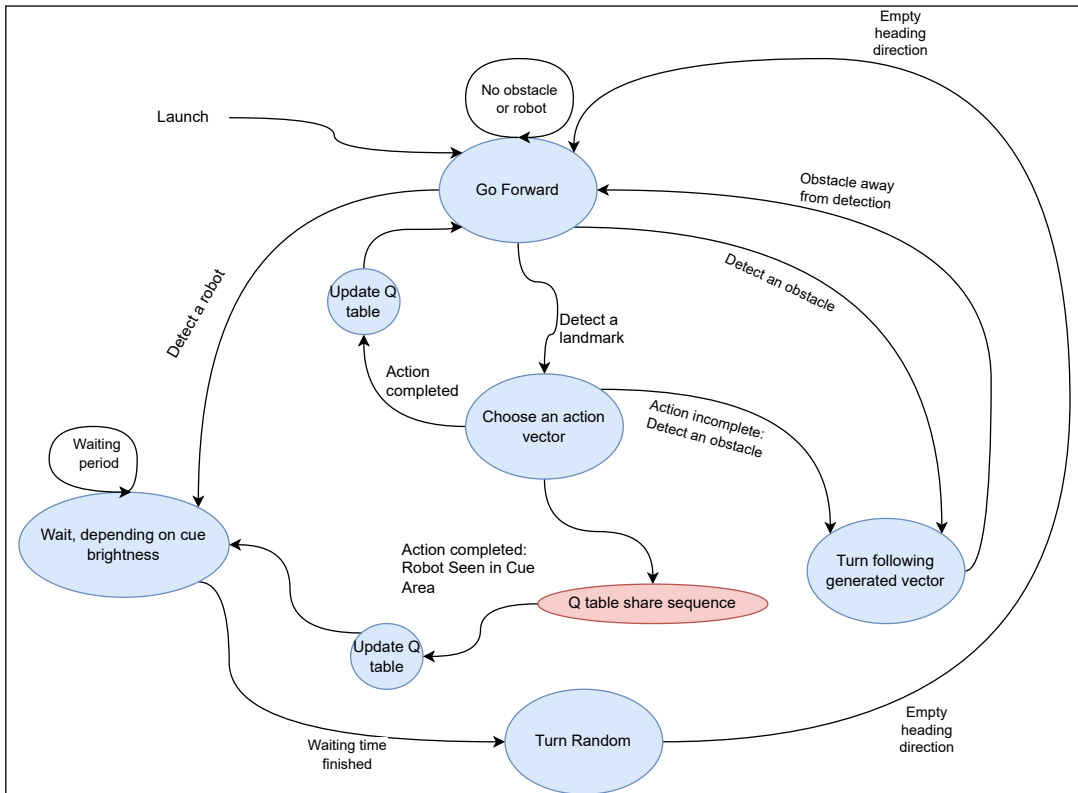 Empty
heading
direction
No obstacle
or robot
Launch
Go Forward
Obstacle away
from detection
Detect a robot
Update Q
table
Detect an obstacle
Detect a
landmark
Action
completed
Choose an action
vector
Action incomplete:
Detect an obstacle
Waiting
period
Wait, depending on cue
brightness
Action completed:
Robot Seen in Cue
Area
Turn following
generated vector
Q table share sequence
Update Q
table
Turn Random
Waiting time
finished
Empty
heading
direction